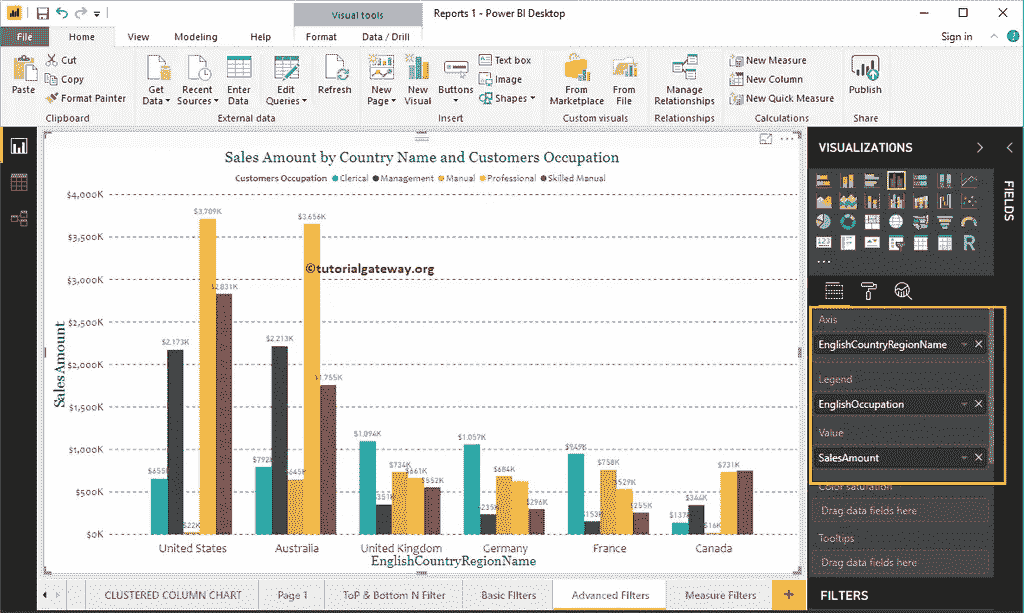 Visual tools
Reports 1 - Power BI Desktop
File Home View Modeling Help Format Data / Drill Sign in
Paste
Cut
Copy
Format Painter
Clipboard
Get Data
Recent Sources
Enter Data
Edit Queries
Refresh
External data
New Page
New Visual
Buttons
Text box
Image
Shapes
Insert
From Marketplace
From File
Custom visuals
Manage Relationships
Relationships
New Measure
New Column
New Quick Measure
Calculations
Publish
Share
Sales Amount by Country Name and Customers Occupation
Customers Occupation Clerical Management Manual Professional Skilled Manual
SalesAmount
$4,000K
$3,500K
$3,000K
$2,500K
$2,000K
$1,500K
$1,000K
$500K
$0K
$655K $2,173K $22K $3,709K $2,831K
$792K $2,213K $645K $3,656K $1,755K
$1,094K $351K $734K $661K $552K
$1,057K $235K $684K $296K
$949K $153K $758K $529K $255K
$137K $344K $16K $731K
©tutorialgateway.org
United States Australia United Kingdom Germany France Canada
EnglishCountryRegionName
VISUALIZATIONS
FIELDS
R
Axis
EnglishCountryRegionName
Legend
EnglishOccupation
Value
SalesAmount
Color saturation
Drag data fields here
Tooltips
Drag data fields here
FILTERS
CLUSTERED COLUMN CHART Page 1 ToP & Bottom N Filter Basic Filters Advanced Filters Measure Filters +